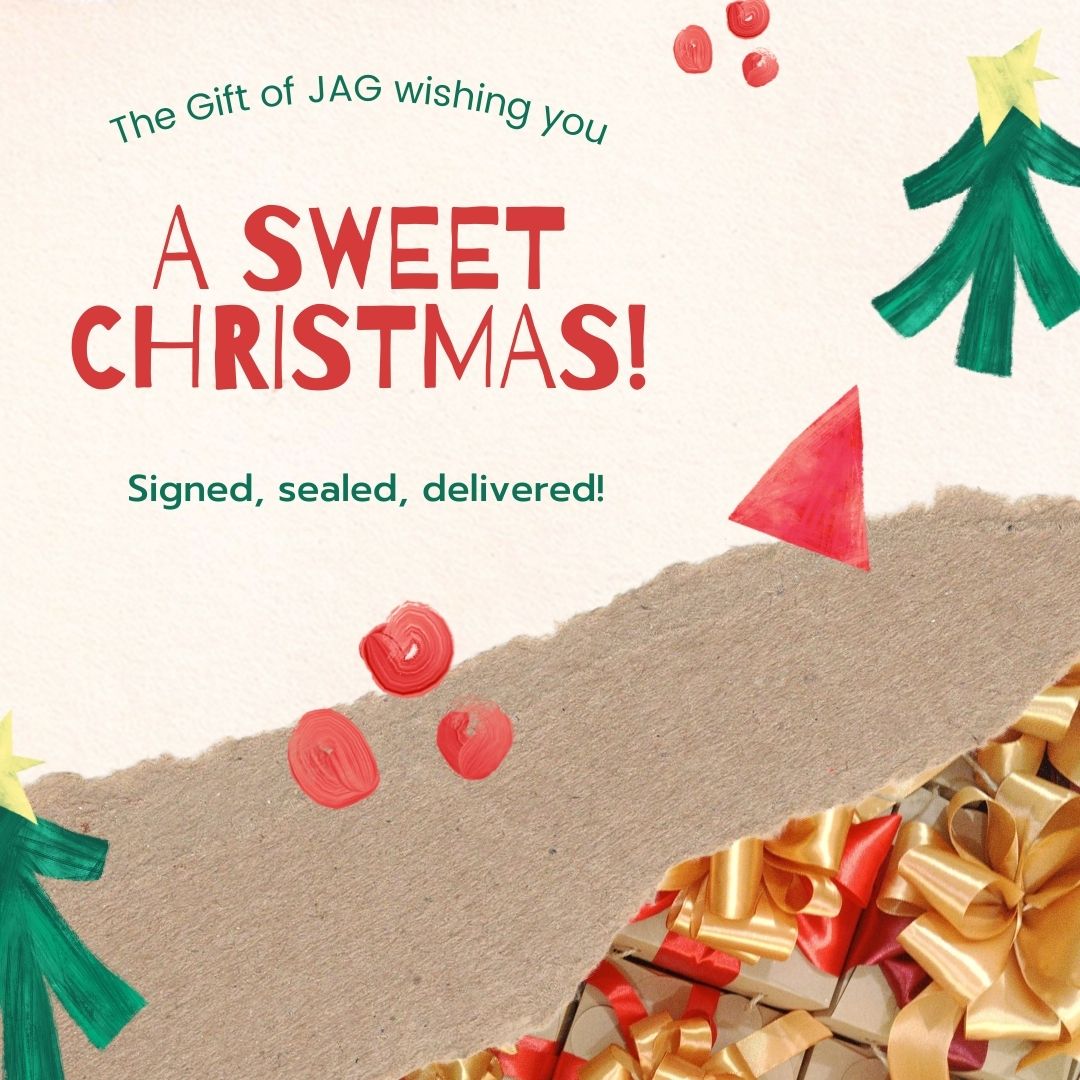 The Gift of JAG wishing you
A SWEET
CHRISTMAS!
Signed, sealed, delivered!